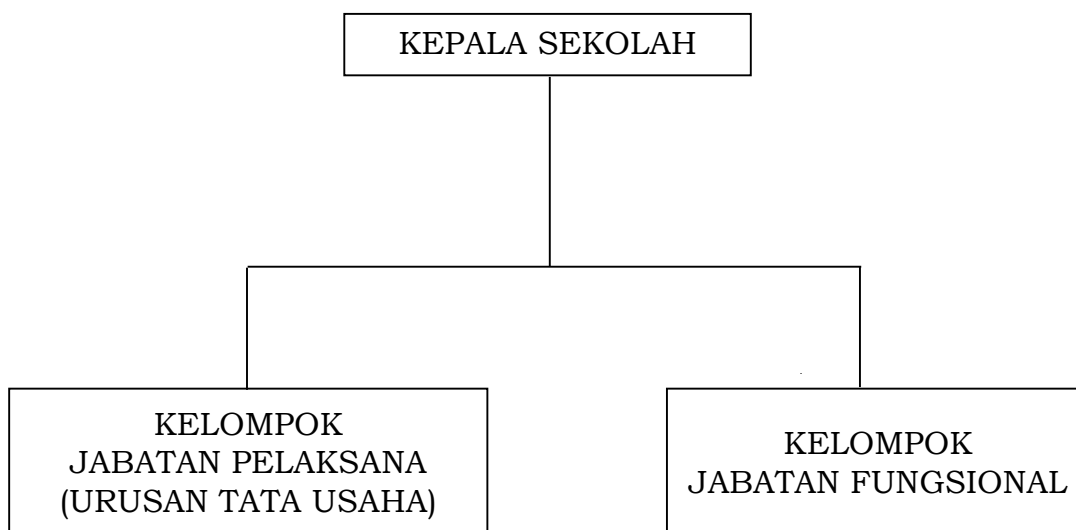 KEPALA SEKOLAH
KELOMPOK
JABATAN PELAKSANA
(URUSAN TATA USAHA)
KELOMPOK
JABATAN FUNGSIONAL